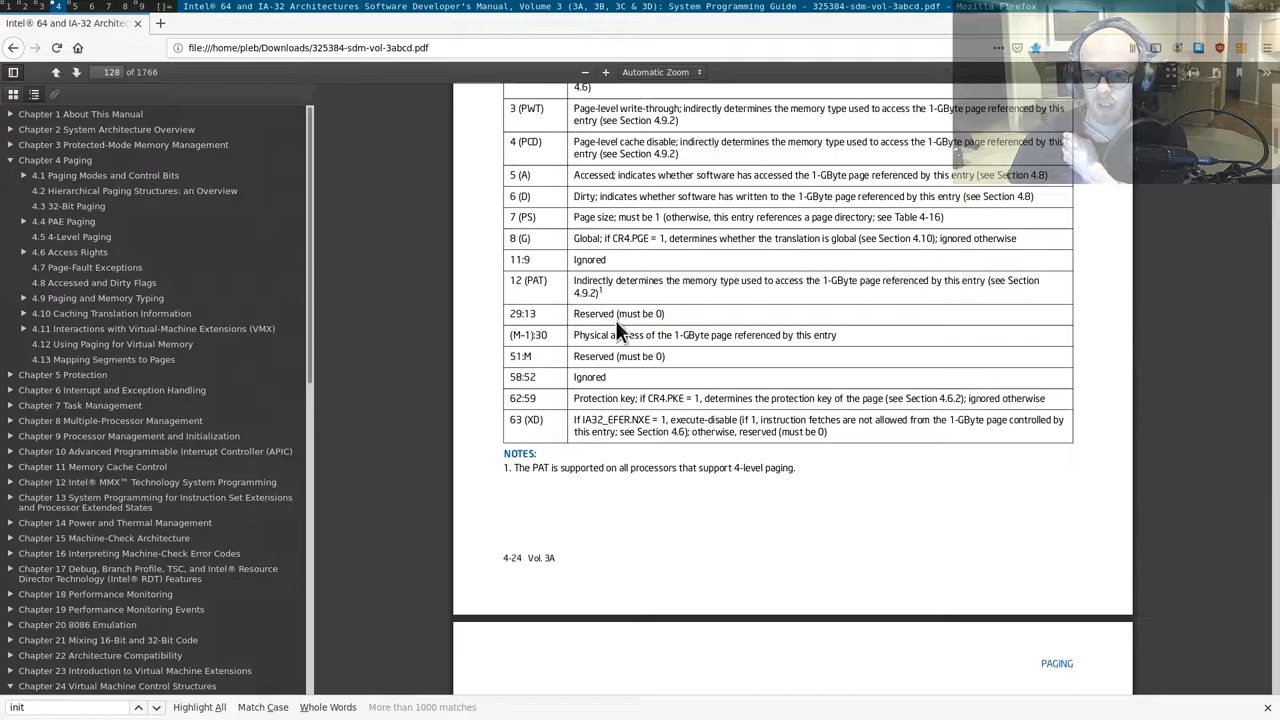 1 2 3 4 5 6 7 8 9
Intel® 64 and IA-32 Architectures Software Developer's Manual, Volume 3 (3A, 3B, 3C & 3D): System Programming Guide - 325384-sdm-vol-3abcd.pdf - Mozilla Firefox
dwm-6.1
Intel® 64 and IA-32 Architec
file:///home/pleb/Downloads/325384-sdm-vol-3abcd.pdf
128 of 1766
Automatic Zoom
Chapter 1 About This Manual
Chapter 2 System Architecture Overview
Chapter 3 Protected-Mode Memory Management
Chapter 4 Paging
4.1 Paging Modes and Control Bits
4.2 Hierarchical Paging Structures: an Overview
4.3 32-Bit Paging
4.4 PAE Paging
4.5 4-Level Paging
4.6 Access Rights
4.7 Page-Fault Exceptions
4.8 Accessed and Dirty Flags
4.9 Paging and Memory Typing
4.10 Caching Translation Information
4.11 Interactions with Virtual-Machine Extensions (VMX)
4.12 Using Paging for Virtual Memory
4.13 Mapping Segments to Pages
Chapter 5 Protection
Chapter 6 Interrupt and Exception Handling
Chapter 7 Task Management
Chapter 8 Multiple-Processor Management
Chapter 9 Processor Management and Initialization
Chapter 10 Advanced Programmable Interrupt Controller (APIC)
Chapter 11 Memory Cache Control
Chapter 12 Intel® MMX™ Technology System Programming
Chapter 13 System Programming for Instruction Set Extensions
and Processor Extended States
Chapter 14 Power and Thermal Management
Chapter 15 Machine-Check Architecture
Chapter 16 Interpreting Machine-Check Error Codes
Chapter 17 Debug, Branch Profile, TSC, and Intel® Resource
Director Technology (Intel® RDT) Features
Chapter 18 Performance Monitoring
Chapter 19 Performance Monitoring Events
Chapter 20 8086 Emulation
Chapter 21 Mixing 16-Bit and 32-Bit Code
Chapter 22 Architecture Compatibility
Chapter 23 Introduction to Virtual Machine Extensions
Chapter 24 Virtual Machine Control Structures
4.6)
3 (PWT) Page-level write-through; indirectly determines the memory type used to access the 1-GByte page referenced by this
entry (see Section 4.9.2)
4 (PCD) Page-level cache disable; indirectly determines the memory type used to access the 1-GByte page referenced by this
entry (see Section 4.9.2)
5 (A) Accessed; indicates whether software has accessed the 1-GByte page referenced by this entry (see Section 4.8)
6 (D) Dirty; indicates whether software has written to the 1-GByte page referenced by this entry (see Section 4.8)
7 (PS) Page size; must be 1 (otherwise, this entry references a page directory; see Table 4-16)
8 (G) Global; if CR4.PGE = 1, determines whether the translation is global (see Section 4.10); ignored otherwise
11:9 Ignored
12 (PAT) Indirectly determines the memory type used to access the 1-GByte page referenced by this entry (see Section
4.9.2)1
29:13 Reserved (must be 0)
(M–1):30 Physical of the 1-GByte page referenced by this entry
51:M Reserved (must be 0)
58:52 Ignored
62:59 Protection key; if CR4.PKE = 1, determines the protection key of the page (see Section 4.6.2); ignored otherwise
63 (XD) If IA32_EFER.NXE = 1, execute-disable (if 1, instruction fetches are not allowed from the 1-GByte page controlled by
this entry; see Section 4.6); otherwise, reserved (must be 0)
NOTES:
1. The PAT is supported on all processors that support 4-level paging.
4-24 Vol. 3A
PAGING
init
Highlight All
Match Case
Whole Words
More than 1000 matches